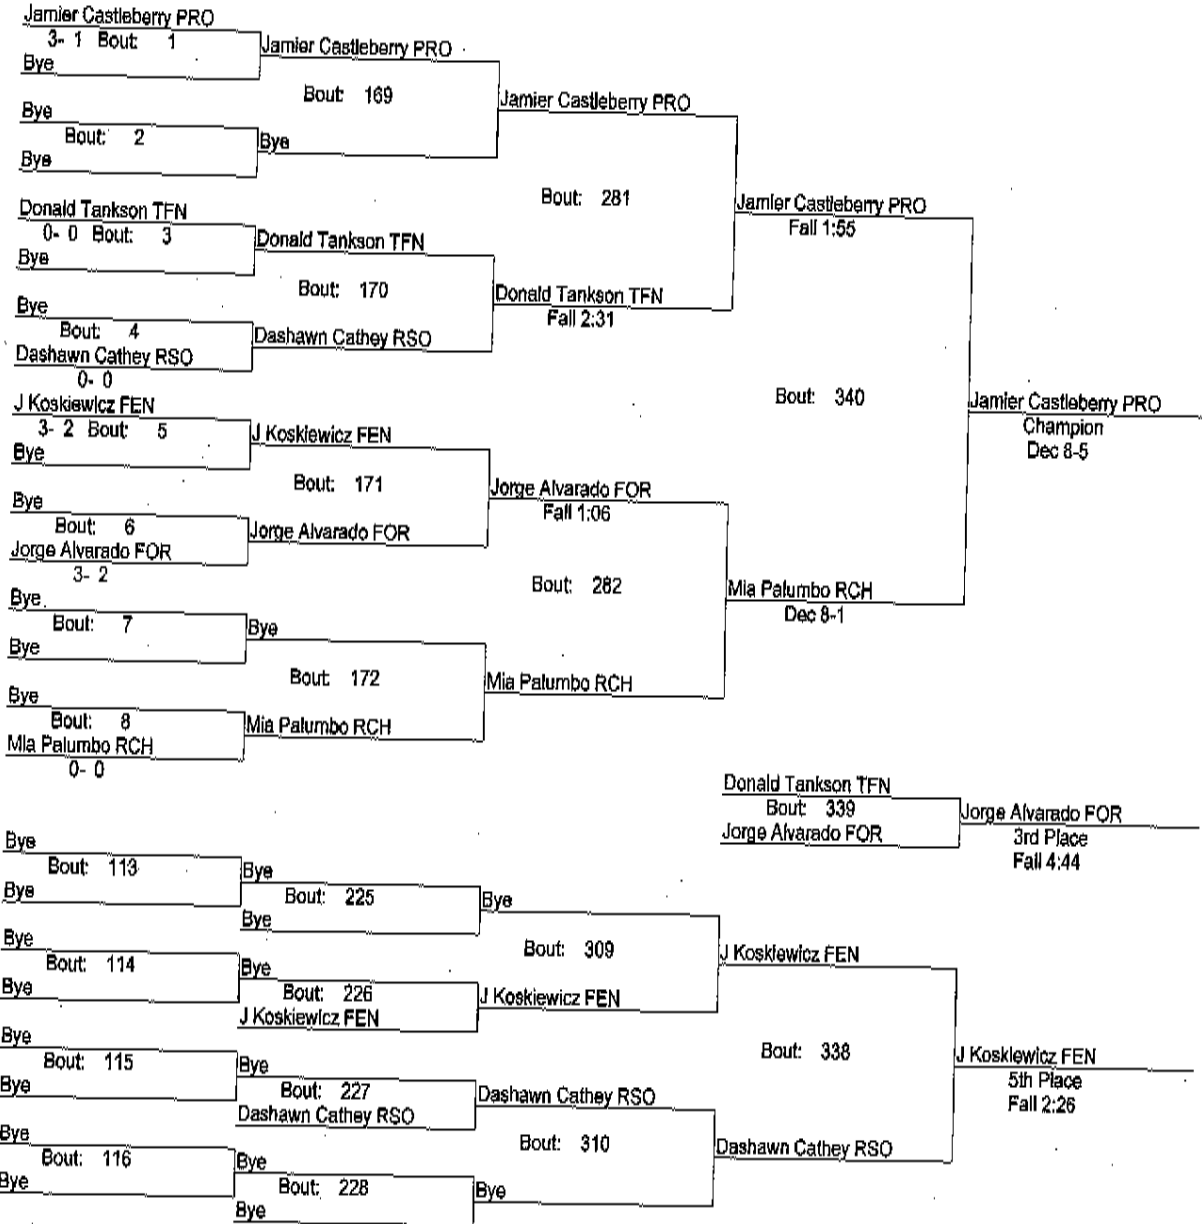 Jamier Castleberry PRO
3- 1 Bout: 1
Bye
Jamier Castleberry PRO
Bout: 169
Bye
Bout: 2
Bye
Bye
Jamier Castleberry PRO
Bout: 281
Donald Tankson TFN
0- 0 Bout: 3
Bye
Donald Tankson TFN
Bout: 170
Bye
Bout: 4
Dashawn Cathey RSO
0- 0
Dashawn Cathey RSO
Donald Tankson TFN
Fall 2:31
Jamier Castleberry PRO
Fall 1:55
Bout: 340
J Koskiewicz FEN
3- 2 Bout: 5
Bye
J Koskiewicz FEN
Bout: 171
Bye
Bout: 6
Jorge Alvarado FOR
3- 2
Jorge Alvarado FOR
Jorge Alvarado FOR
Fall 1:06
Bout: 282
Bye
Bout: 7
Bye
Bye
Bout: 172
Bye
Bout: 8
Mia Palumbo RCH
0- 0
Mia Palumbo RCH
Mia Palumbo RCH
Mia Palumbo RCH
Dec 8-1
Jamier Castleberry PRO
Champion
Dec 8-5
Donald Tankson TFN
Bout: 339
Jorge Alvarado FOR
Jorge Alvarado FOR
3rd Place
Fall 4:44
Bye
Bout: 113
Bye
Bye
Bout: 225
Bye
Bye
Bout: 309
Bye
Bout: 114
Bye
Bye
Bout: 226
J Koskiewicz FEN
J Koskiewicz FEN
J Koskiewicz FEN
Bout: 338
Bye
Bout: 115
Bye
Bye
Bout: 227
Dashawn Cathey RSO
Dashawn Cathey RSO
Bout: 310
Bye
Bout: 116
Bye
Bye
Bout: 228
Bye
Bye
Dashawn Cathey RSO
J Koskiewicz FEN
5th Place
Fall 2:26